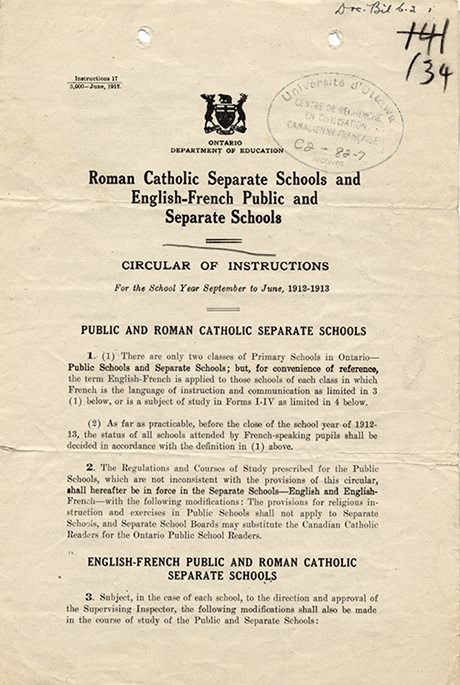 Doc. Bil 6-2
141
134
Instructions 17
5,000—June, 1912.
Université d'Ottawa
CENTRE DE RECHERCHE
EN CIVILISATION
CANADIENNE-FRANÇAISE
C2 - 82-7
Archives
ONTARIO
DEPARTMENT OF EDUCATION
Roman Catholic Separate Schools and
English-French Public and
Separate Schools
CIRCULAR OF INSTRUCTIONS
For the School Year September to June, 1912-1913
PUBLIC AND ROMAN CATHOLIC SEPARATE SCHOOLS
1. (1) There are only two classes of Primary Schools in Ontario—
Public Schools and Separate Schools; but, for convenience of reference,
the term English-French is applied to those schools of each class in which
French is the language of instruction and communication as limited in 3
(1) below, or is a subject of study in Forms I-IV as limited in 4 below.
(2) As far as practicable, before the close of the school year of 1912-
13, the status of all schools attended by French-speaking pupils shall be
decided in accordance with the definition in (1) above.
2. The Regulations and Courses of Study prescribed for the Public
Schools, which are not inconsistent with the provisions of this circular,
shall hereafter be in force in the Separate Schools—English and English-
French—with the following modifications: The provisions for religious in-
struction and exercises in Public Schools shall not apply to Separate
Schools, and Separate School Boards may substitute the Canadian Catholic
Readers for the Ontario Public School Readers.
ENGLISH-FRENCH PUBLIC AND ROMAN CATHOLIC
SEPARATE SCHOOLS
3. Subject, in the case of each school, to the direction and approval of
the Supervising Inspector, the following modifications shall also be made
in the course of study of the Public and Separate Schools: